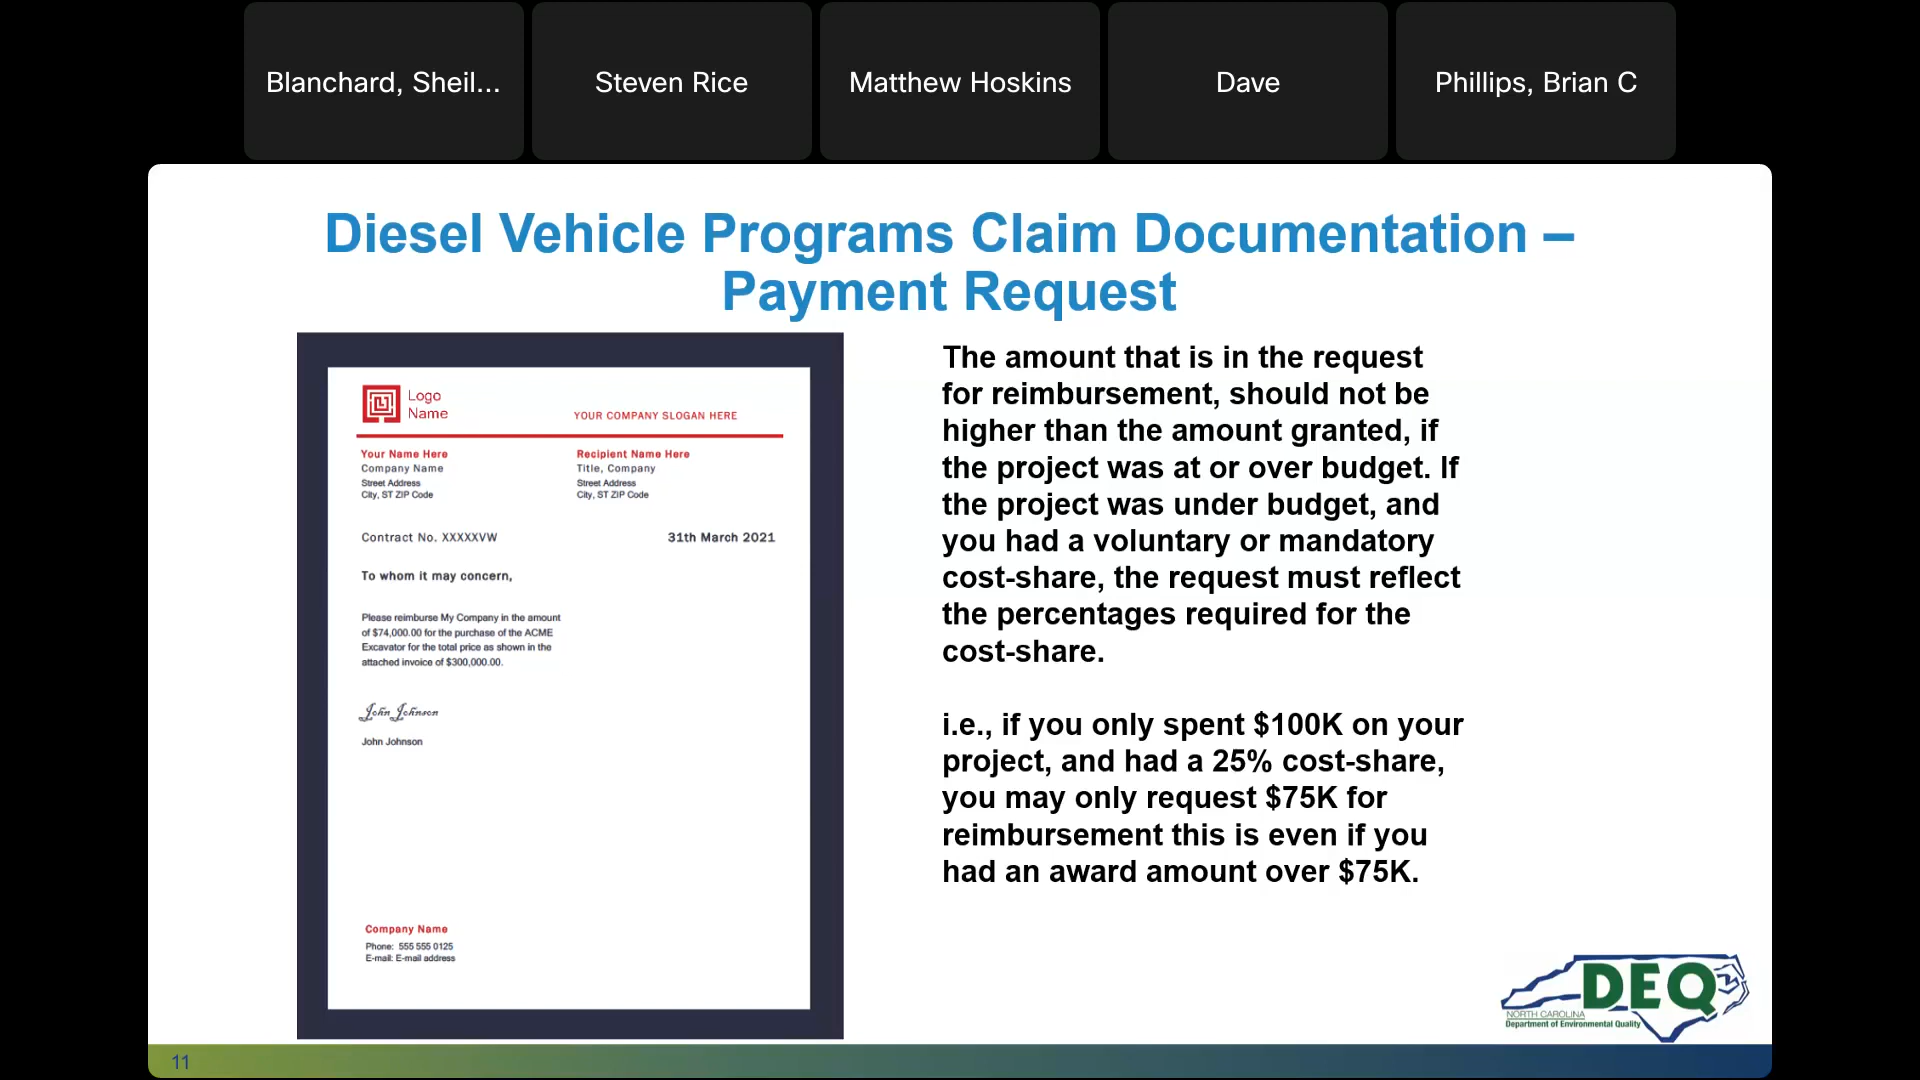 Blanchard, Sheil...
Steven Rice
Matthew Hoskins
Dave
Phillips, Brian C
Diesel Vehicle Programs Claim Documentation –
Payment Request
Logo
Name
YOUR COMPANY SLOGAN HERE
Your Name Here
Company Name
Street Address
City, ST ZIP Code
Recipient Name Here
Title, Company
Street Address
City, ST ZIP Code
Contract No. XXXXXVW
31th March 2021
To whom it may concern,
Please reimburse My Company in the amount
of $74,000.00 for the purchase of the ACME
Excavator for the total price as shown in the
attached invoice of $300,000.00.
John Johnson
John Johnson
Company Name
Phone: 555 555 0125
E-mail: E-mail address
The amount that is in the request
for reimbursement, should not be
higher than the amount granted, if
the project was at or over budget. If
the project was under budget, and
you had a voluntary or mandatory
cost-share, the request must reflect
the percentages required for the
cost-share.
i.e., if you only spent $100K on your
project, and had a 25% cost-share,
you may only request $75K for
reimbursement this is even if you
had an award amount over $75K.
DEQ
NORTH CAROLINA
Department of Environmental Quality
11